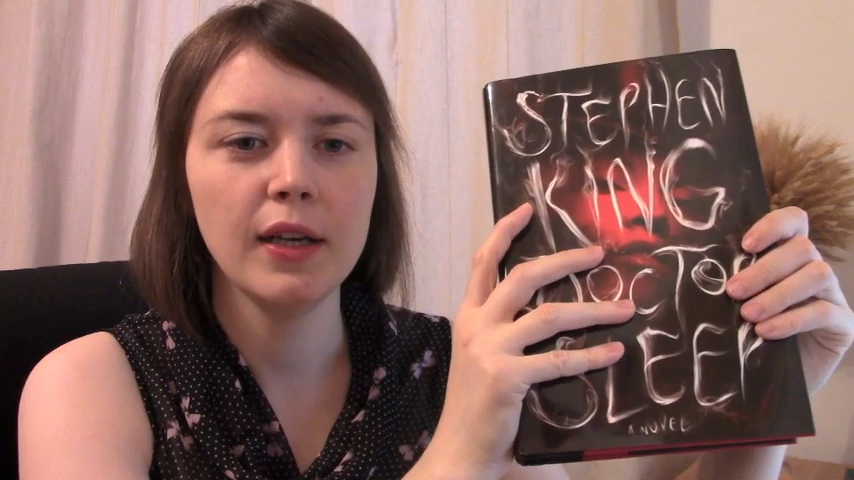 STEPHEN
KING
DOCTOR
SLEEP
A NOVEL